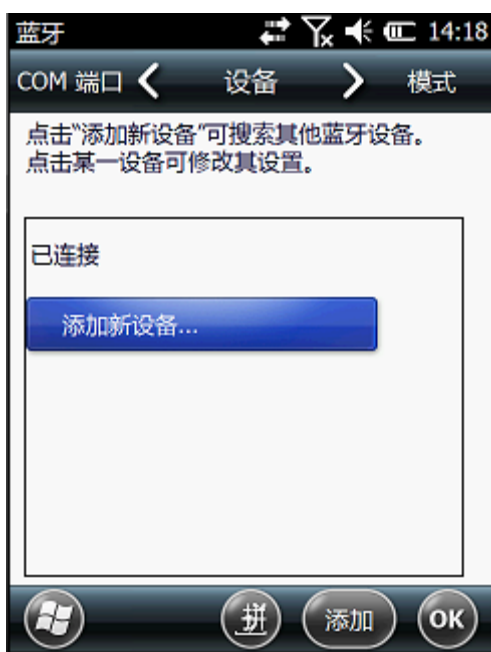 蓝牙 14:18
COM 端口 设备 模式
点击“添加新设备”可搜索其他蓝牙设备。
点击某一设备可修改其设置。
已连接
添加新设备...
拼 添加 OK